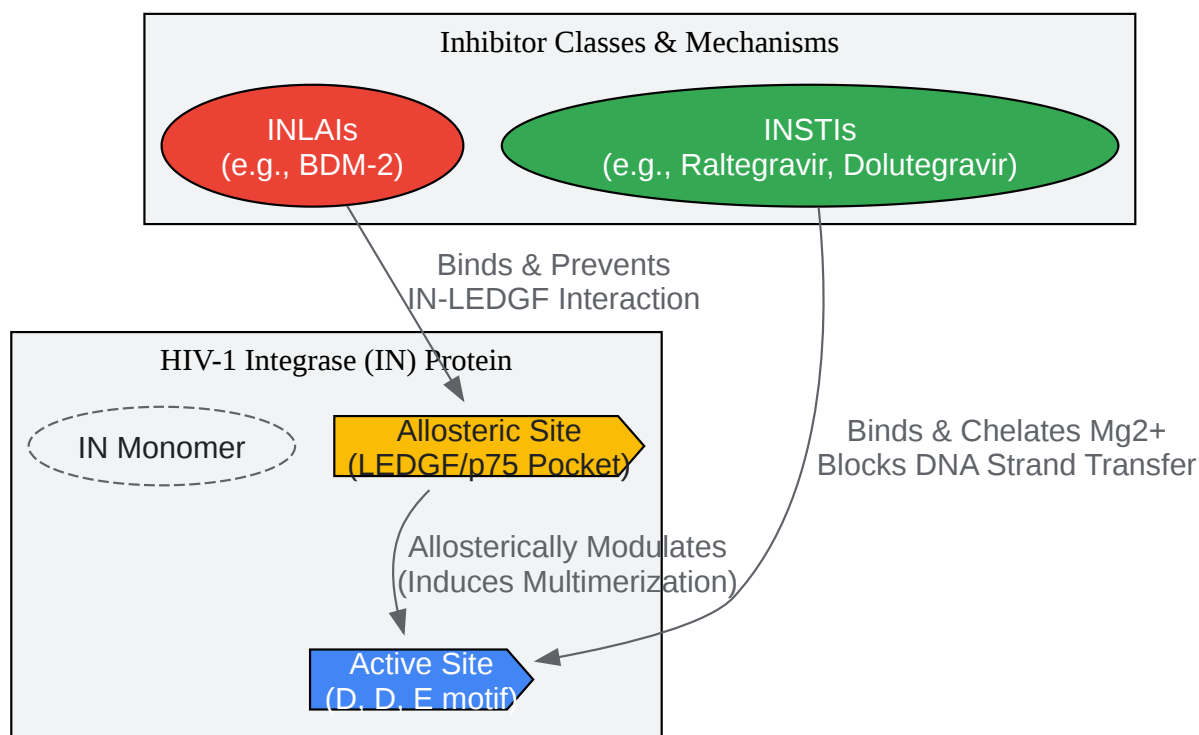 Inhibitor Classes & Mechanisms
INLAIs
(e.g., BDM-2)
INSTIs
(e.g., Raltegravir, Dolutegravir)
Binds & Prevents
IN-LEDGF Interaction
HIV-1 Integrase (IN) Protein
IN Monomer
Allosteric Site
(LEDGF/p75 Pocket)
Binds & Chelates Mg2+
Blocks DNA Strand Transfer
Allosterically Modulates
(Induces Multimerization)
Active Site
(D, D, E motif)